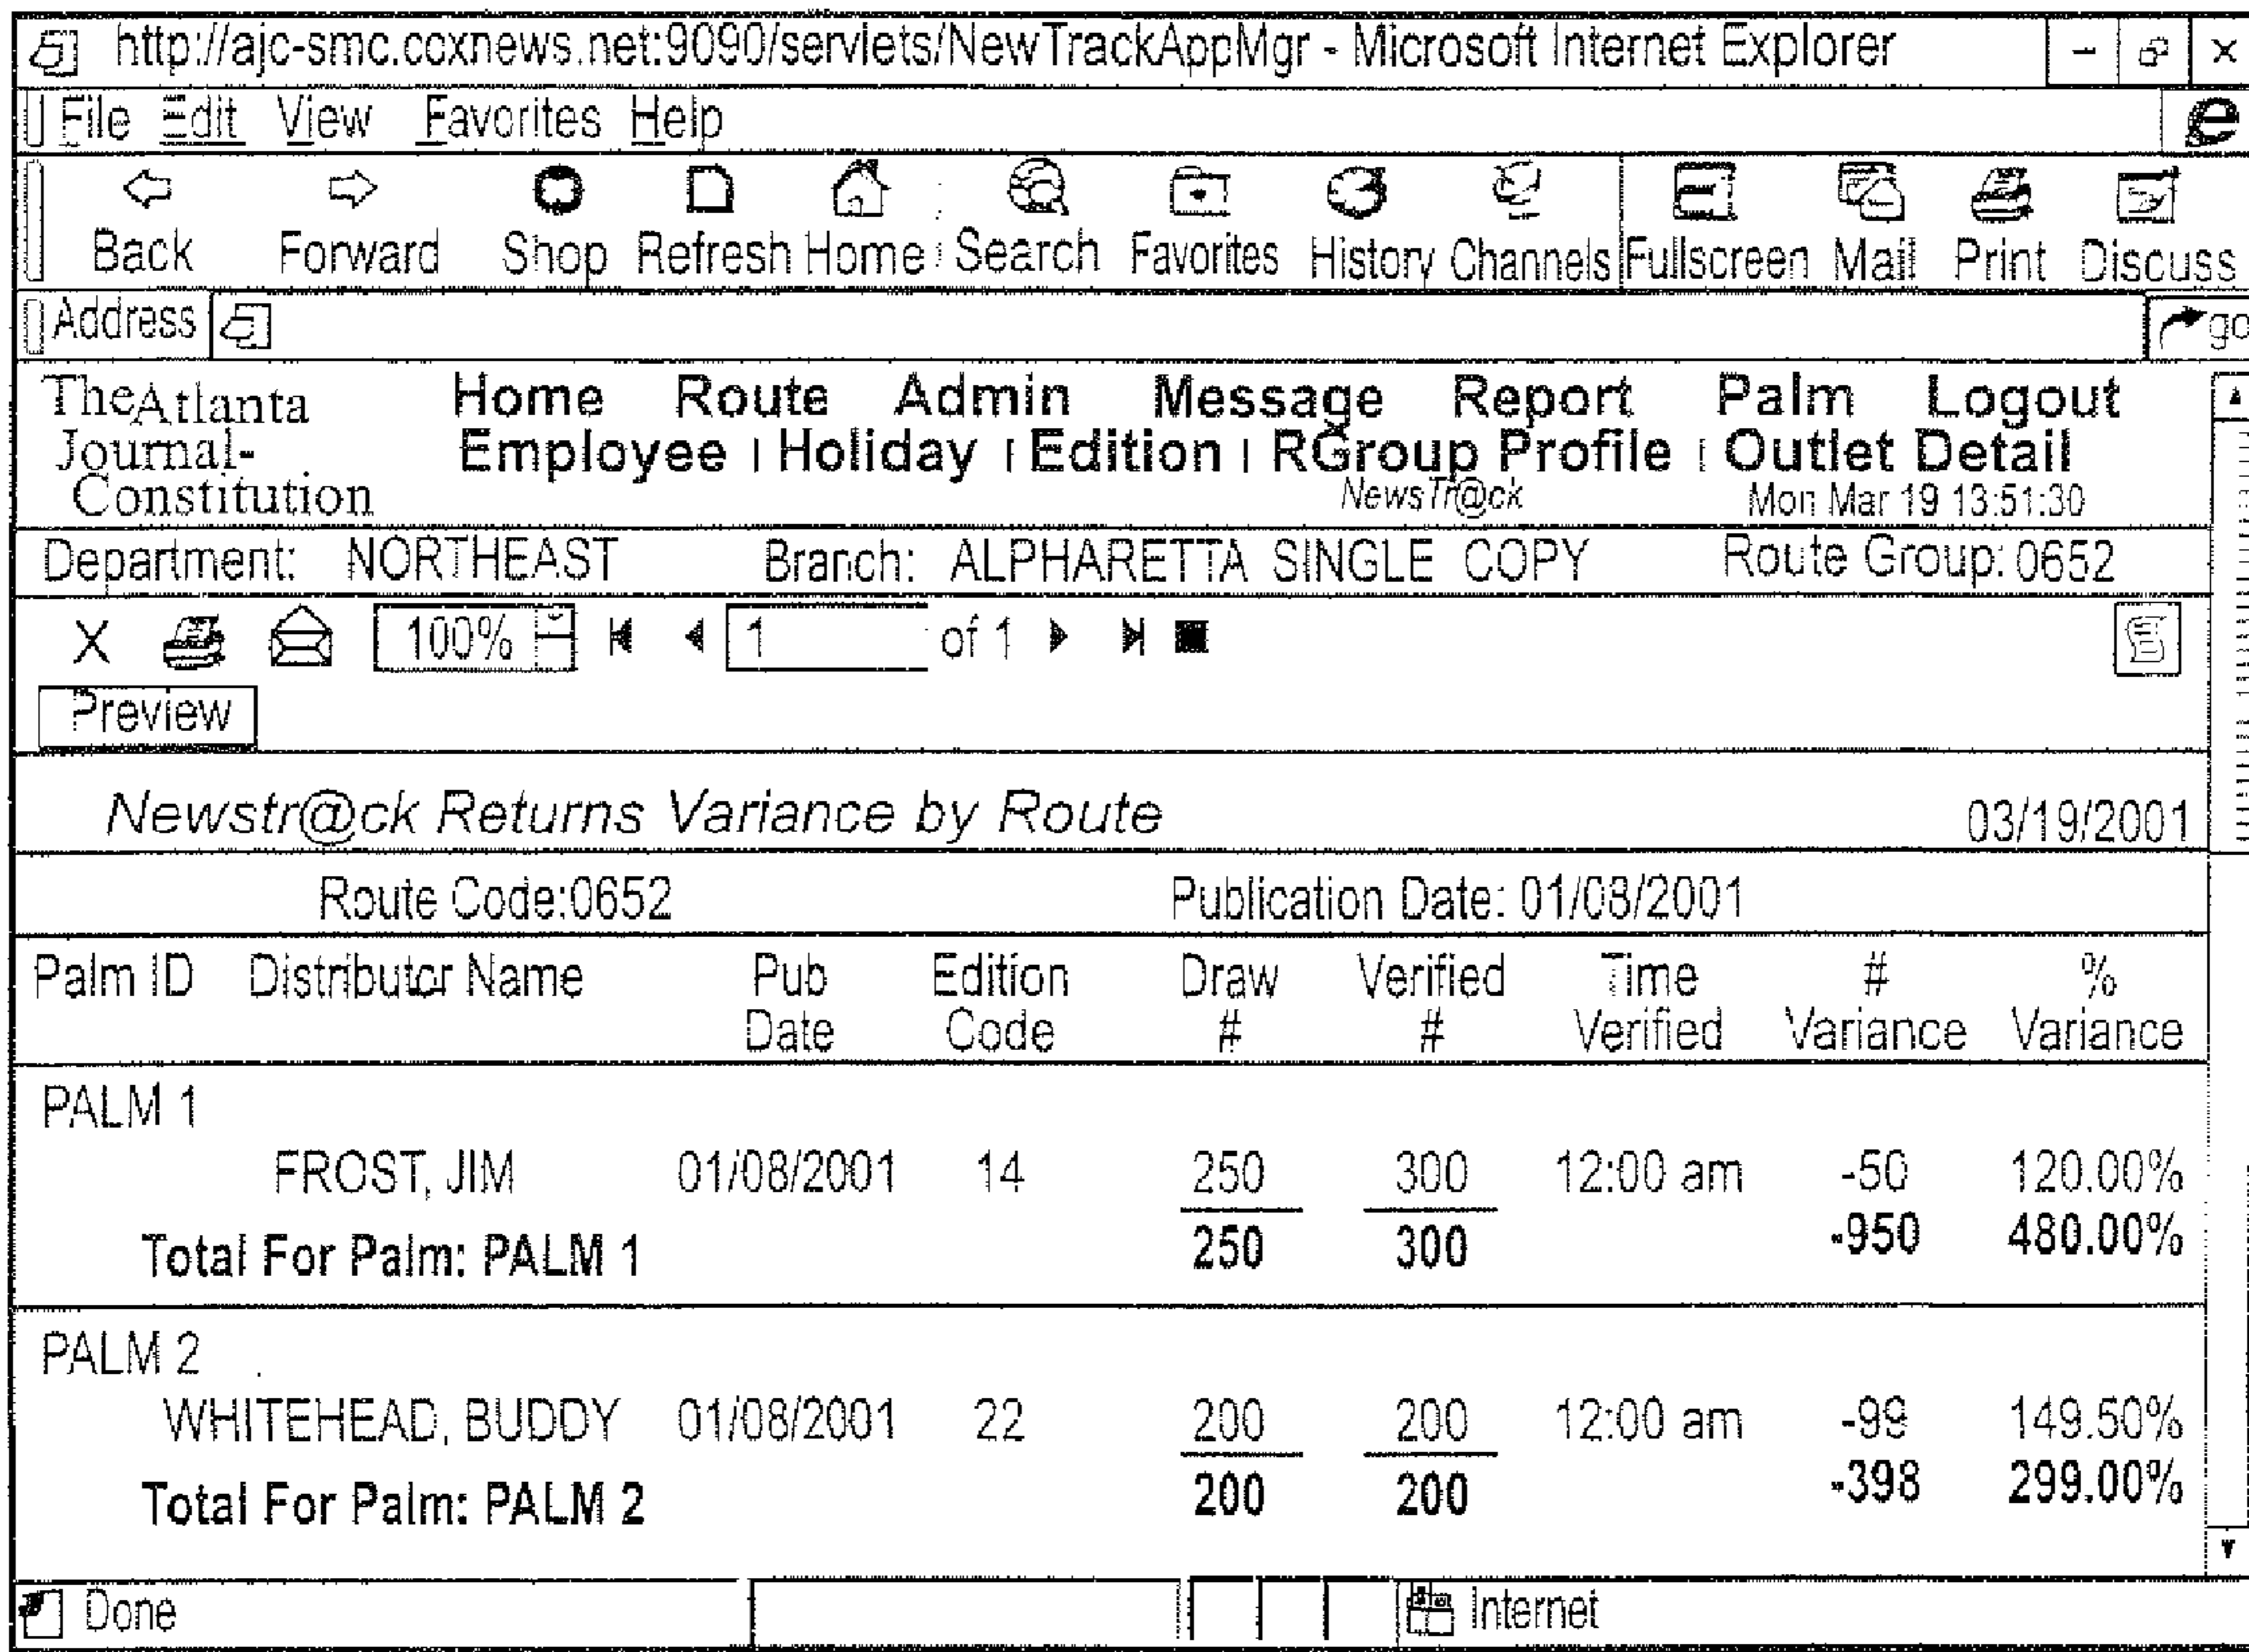 http://ajc-smc.ccxnews.net:9090/servlets/NewTrackAppMgr - Microsoft Internet Explorer
File Edit View Favorites Help
Back Forward Shop Refresh Home Search Favorites History Channels Fullscreen Mail Print Discuss
Address go
The Atlanta Journal-Constitution
Home Route Admin Message Report Palm Logout
Employee | Holiday | Edition | RGroup Profile | Outlet Detail
NewsTr@ck Mon Mar 19 13:51:30
Department: NORTHEAST Branch: ALPHARETTA SINGLE COPY Route Group: 0652
100% 1 of 1
Preview
Newstr@ck Returns Variance by Route 03/19/2001
Route Code:0652 Publication Date: 01/08/2001
Palm ID Distributor Name Pub Edition Draw Verified Time # %
Date Code # # Verified Variance Variance
PALM 1
FROST, JIM 01/08/2001 14 250 300 12:00 am -50 120.00%
Total For Palm: PALM 1 250 300 -950 480.00%
PALM 2
WHITEHEAD, BUDDY 01/08/2001 22 200 200 12:00 am -99 149.50%
Total For Palm: PALM 2 200 200 -398 299.00%
Done Internet